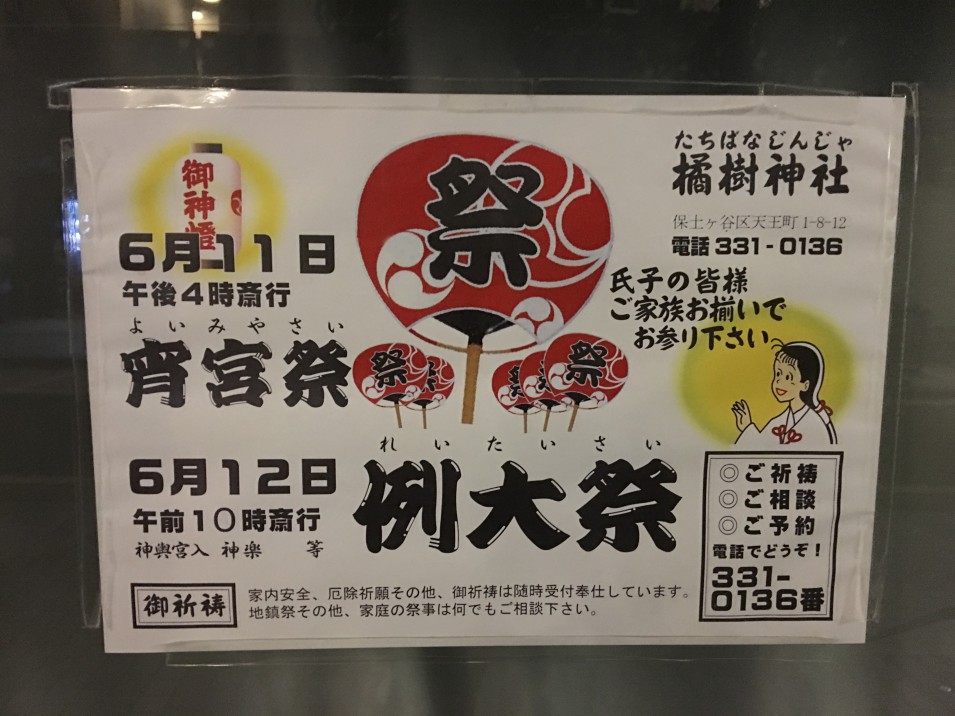 たちばなじんじゃ
橘樹神社
保土ヶ谷区天王町1-8-12
電話 331-0136
御神燈
祭
6月11日
午後4時斎行
よいみやさい
宵宮祭
氏子の皆様
ご家族お揃いで
お参り下さい
祭
祭
祭
6月12日
午前10時斎行
神輿宮入 神楽 等
れいたいさい
例大祭
◎ご祈祷
◎ご相談
◎ご予約
電話でどうぞ!
331-
0136番
御祈祷
家内安全、厄除祈願その他、御祈祷は随時受付奉仕しています。
地鎮祭その他、家庭の祭事は何でもご相談下さい。